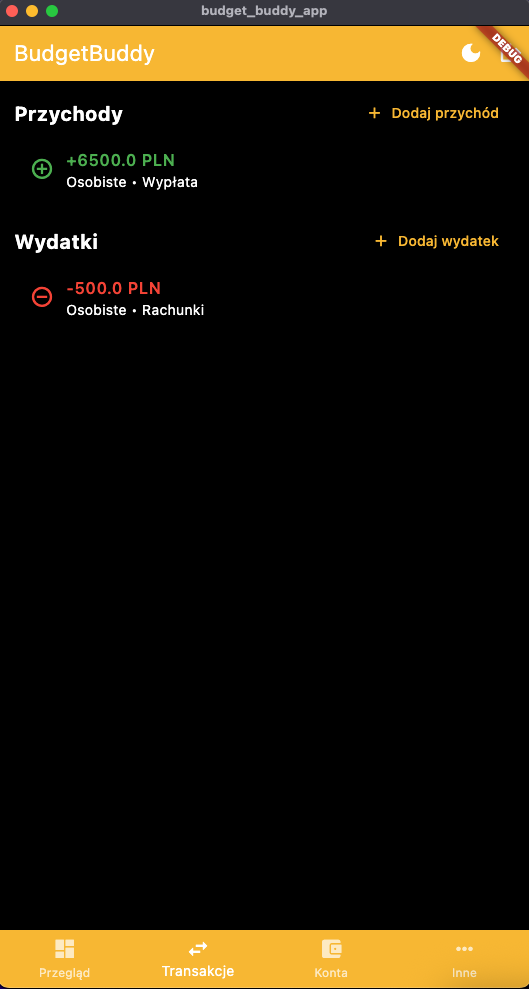 budget_buddy_app
BudgetBuddy
DEBUG
Przychody
+ Dodaj przychód
+6500.0 PLN
Osobiste • Wypłata
Wydatki
+ Dodaj wydatek
-500.0 PLN
Osobiste • Rachunki
Przegląd
Transakcje
Konta
Inne